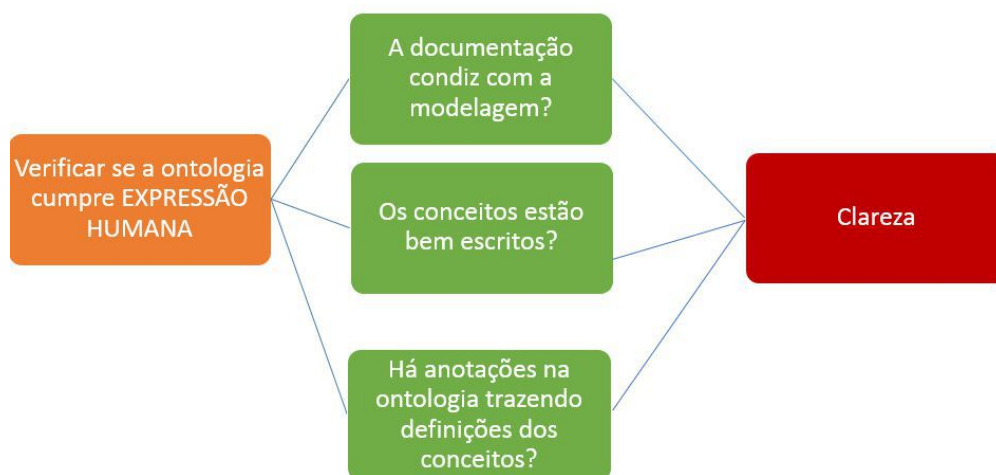 Verificar se a ontologia
cumpre EXPRESSÃO
HUMANA
A documentação
condiz com a
modelagem?
Os conceitos estão
bem escritos?
Há anotações na
ontologia trazendo
definições dos
conceitos?
Clareza